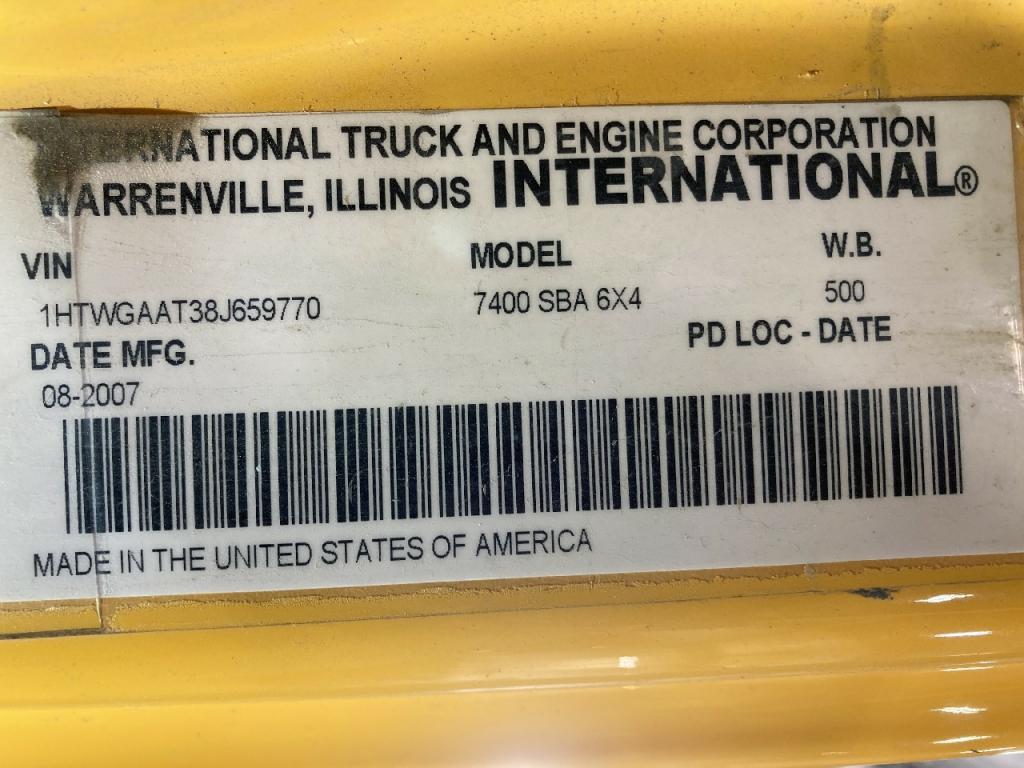 INTERNATIONAL TRUCK AND ENGINE CORPORATION
WARRENVILLE, ILLINOIS INTERNATIONAL®
VIN MODEL W.B.
1HTWGAAT38J659770 7400 SBA 6X4 500
DATE MFG. PD LOC - DATE
08-2007
MADE IN THE UNITED STATES OF AMERICA